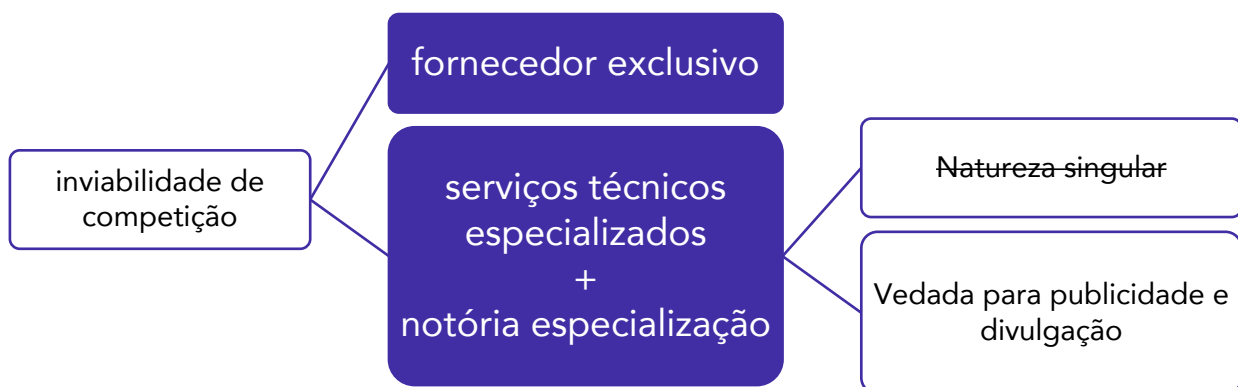 fornecedor exclusivo
inviabilidade de
competição
serviços técnicos
especializados
+
notória especialização
Natureza singular
Vedada para publicidade e
divulgação